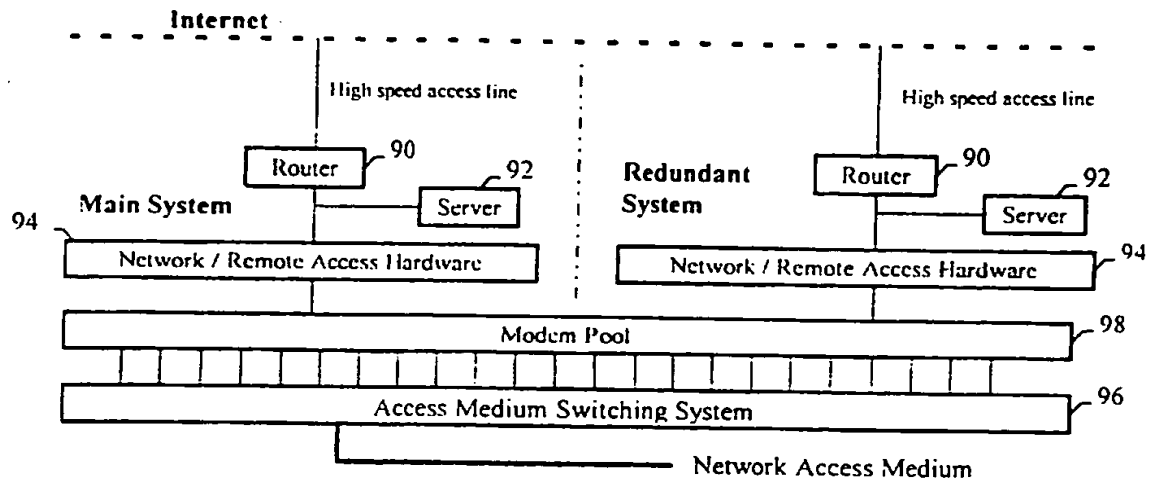 Internet
High speed access line
High speed access line
Router
90
92
Server
Main System
94
Network / Remote Access Hardware
Redundant
System
Router
90
92
Server
Network / Remote Access Hardware
94
Modem Pool
98
Access Medium Switching System
96
Network Access Medium